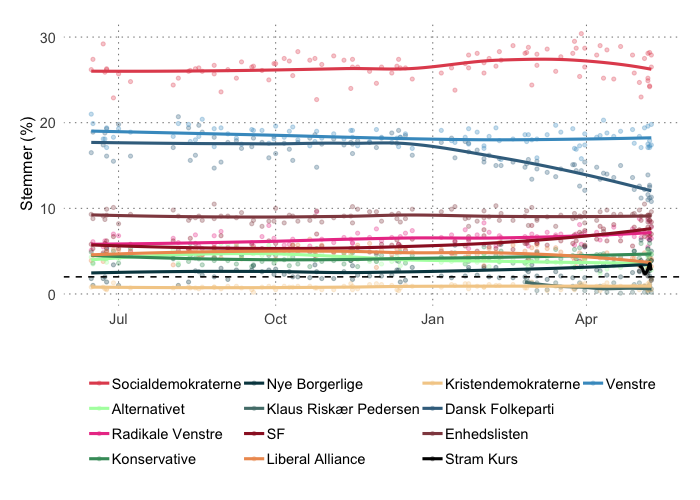 30
20
10
0
Stemmer (%)
Jul Oct Jan Apr
Socialdemokraterne Nye Borgerlige Kristendemokraterne Venstre
Alternativet Klaus Riskær Pedersen Dansk Folkeparti
Radikale Venstre SF Enhedslisten
Konservative Liberal Alliance Stram Kurs